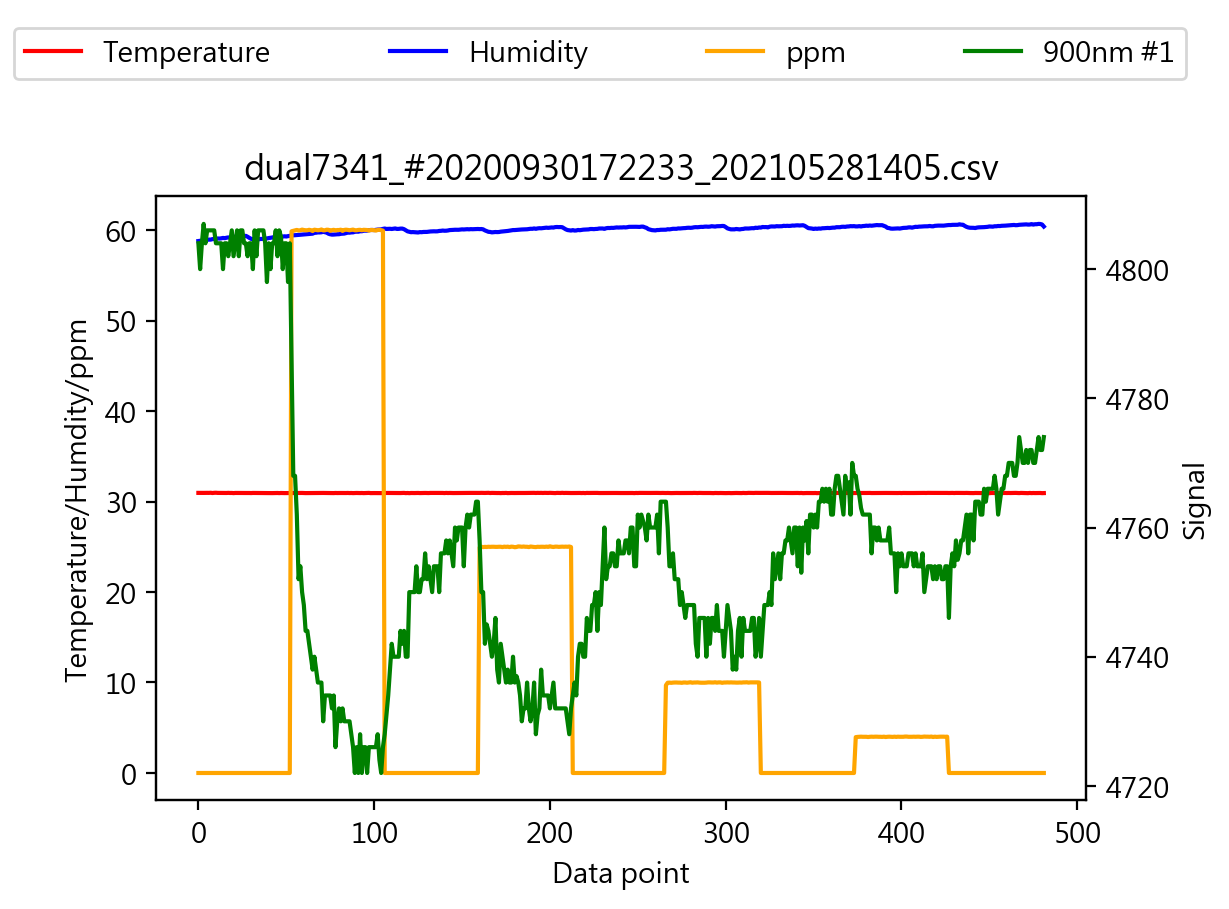 Temperature Humidity ppm 900nm #1
dual7341_#20200930172233_202105281405.csv
60
50
40
30
20
10
0
Temperature/Humdity/ppm
4800
4780
4760
4740
4720
Signal
0 100 200 300 400 500
Data point